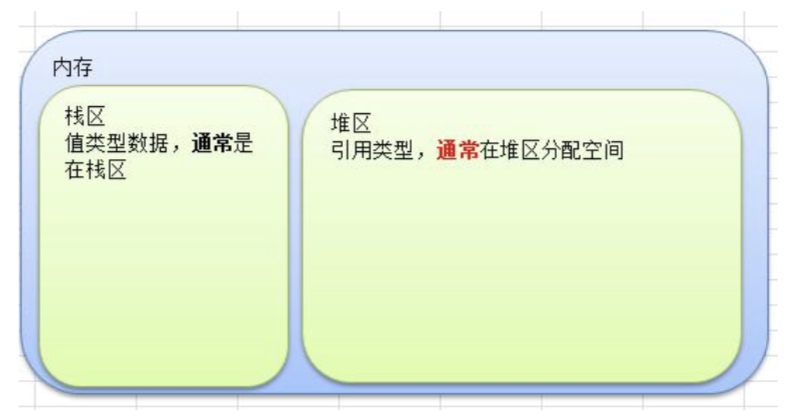 内存
栈区
值类型数据，通常是
在栈区
堆区
引用类型，通常在堆区分配空间